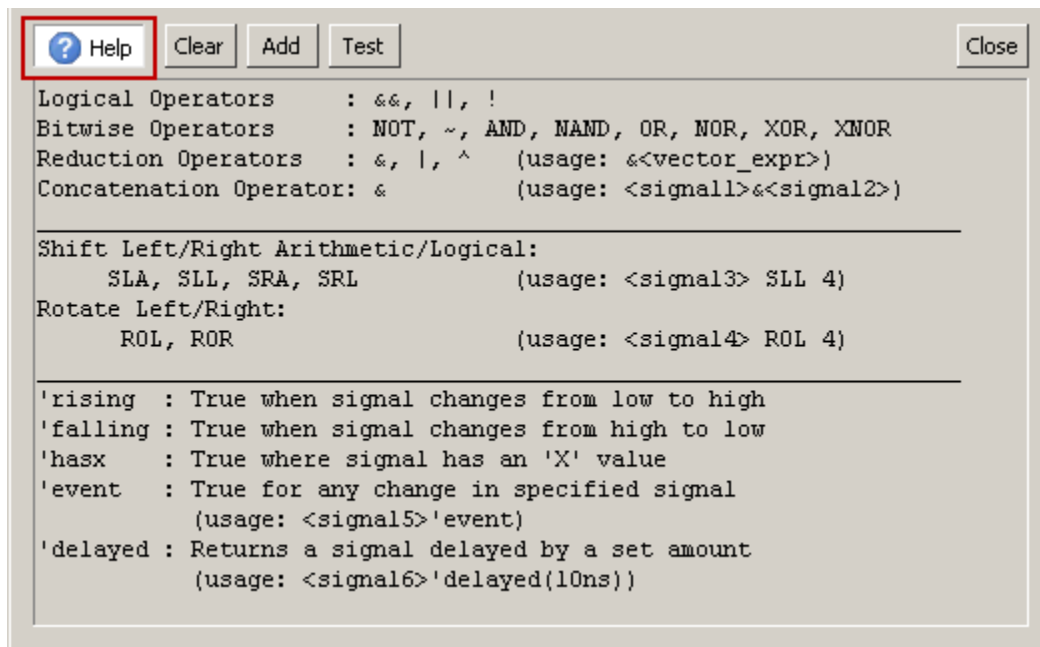 Help Clear Add Test Close
Logical Operators : &&, ||, !
Bitwise Operators : NOT, ~, AND, NAND, OR, NOR, XOR, XNOR
Reduction Operators : &, |, ^ (usage: &<vector_expr>)
Concatenation Operator: & (usage: <signal1>&<signal2>)
Shift Left/Right Arithmetic/Logical:
SLA, SLL, SRA, SRL (usage: <signal3> SLL 4)
Rotate Left/Right:
ROL, ROR (usage: <signal4> ROL 4)
'rising : True when signal changes from low to high
'falling : True when signal changes from high to low
'hasx : True where signal has an 'X' value
'event : True for any change in specified signal
(usage: <signal5>'event)
'delayed : Returns a signal delayed by a set amount
(usage: <signal6>'delayed(10ns))